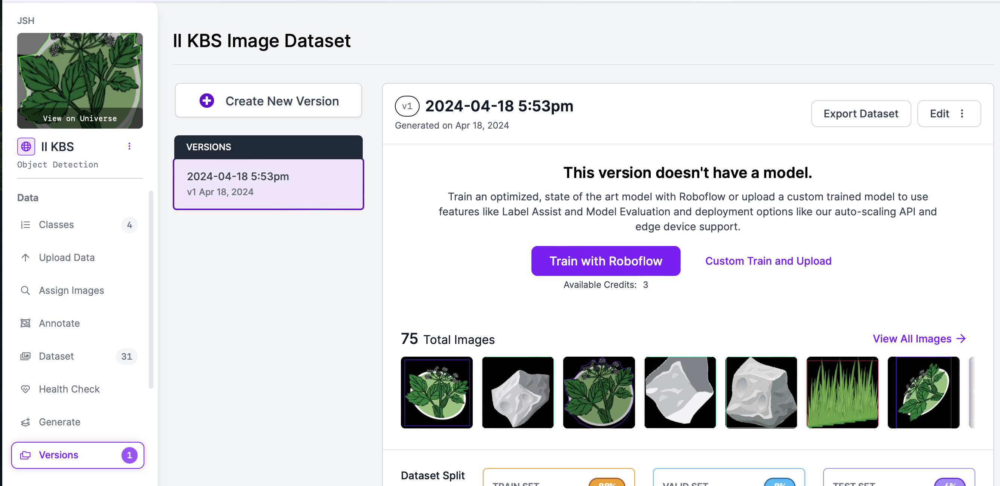 JSH
View on Universe
II KBS
Object Detection
Data
Classes 4
Upload Data
Assign Images
Annotate
Dataset 31
Health Check
Generate
Versions 1
II KBS Image Dataset
Create New Version
VERSIONS
2024-04-18 5:53pm
v1 Apr 18, 2024
v1 2024-04-18 5:53pm
Generated on Apr 18, 2024
Export Dataset
Edit
This version doesn't have a model.
Train an optimized, state of the art model with Roboflow or upload a custom trained model to use
features like Label Assist and Model Evaluation and deployment options like our auto-scaling API and
edge device support.
Train with Roboflow
Custom Train and Upload
Available Credits: 3
75 Total Images
View All Images
Dataset Split
TRAIN SET 88%
VALID SET 8%
TEST SET 4%